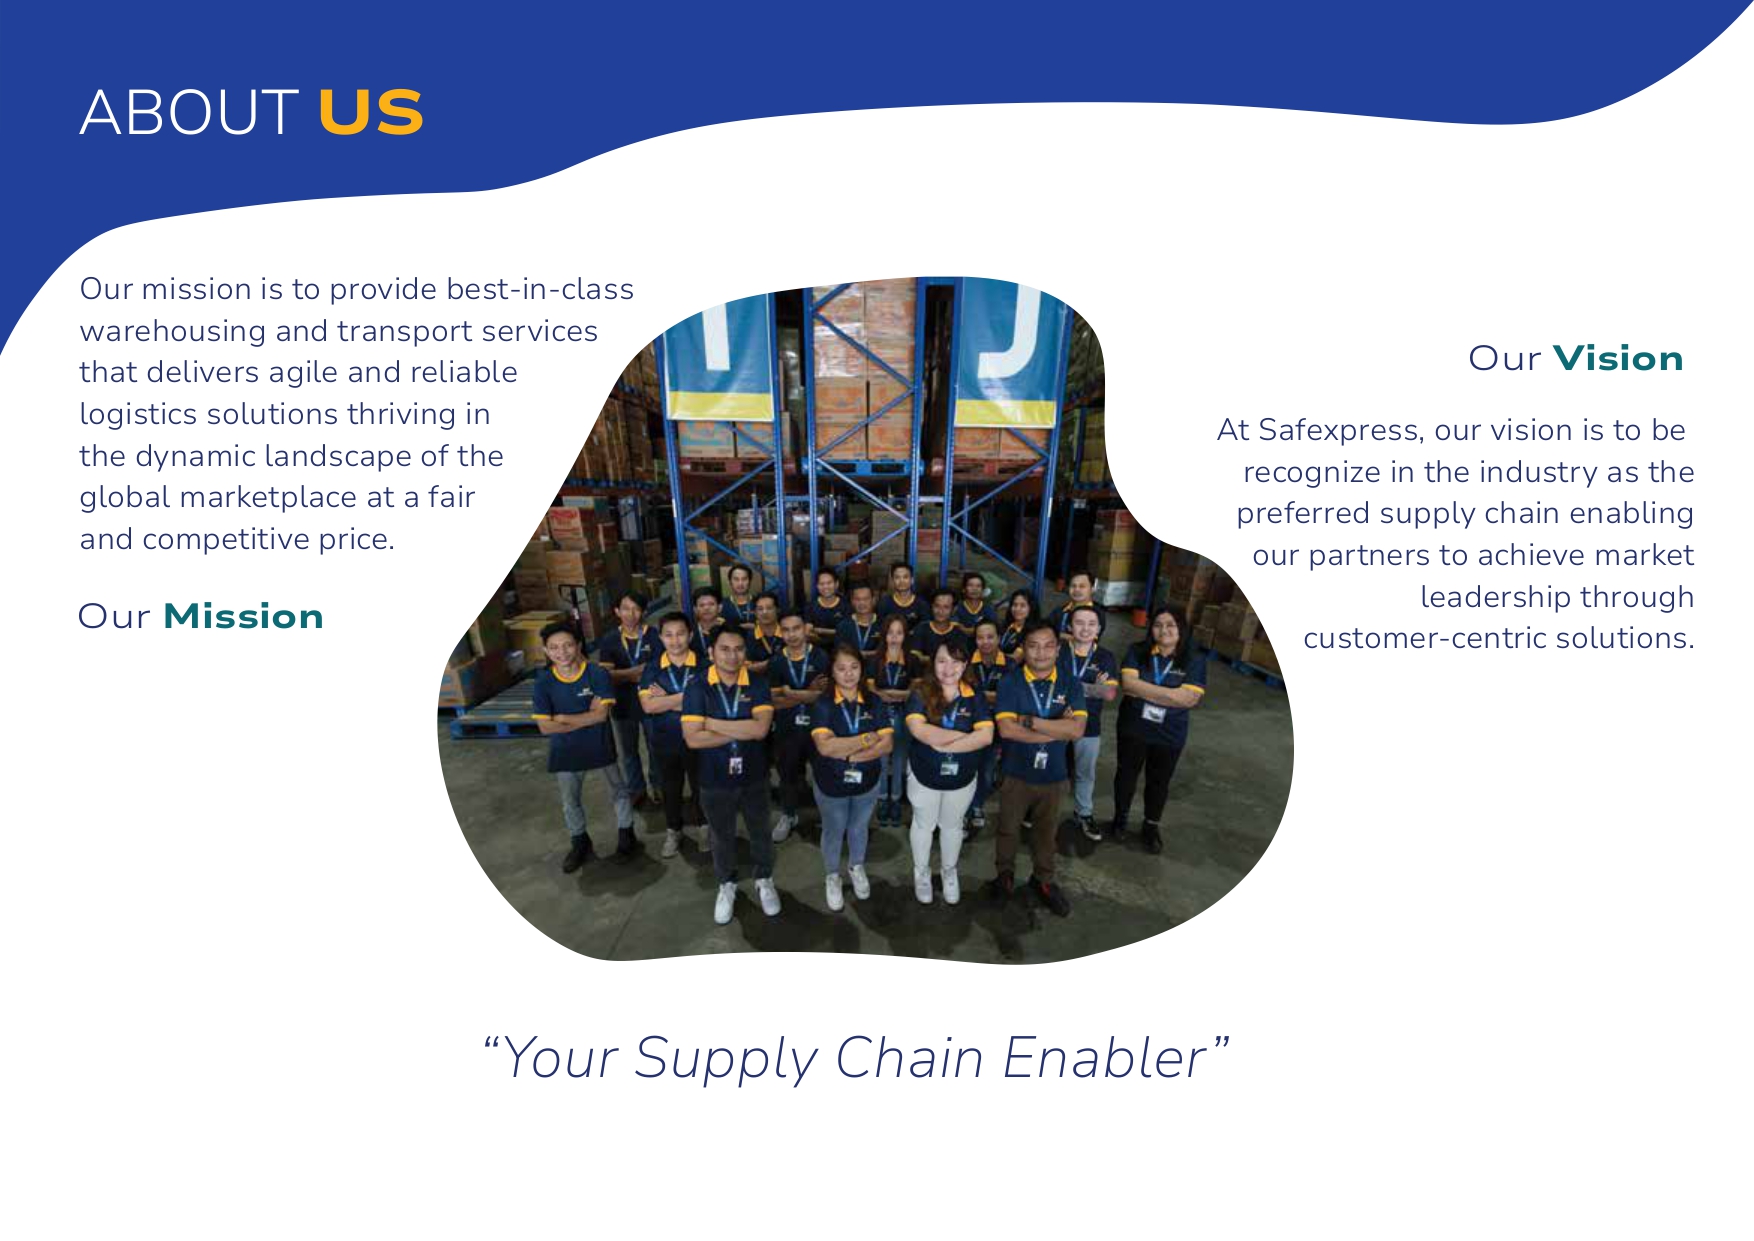 ABOUT US
Our mission is to provide best-in-class
warehousing and transport services
that delivers agile and reliable
logistics solutions thriving in
the dynamic landscape of the
global marketplace at a fair
and competitive price.
Our Mission
I J
Our Vision
At Safexpress, our vision is to be
recognize in the industry as the
preferred supply chain enabling
our partners to achieve market
leadership through
customer-centric solutions.
“Your Supply Chain Enabler”